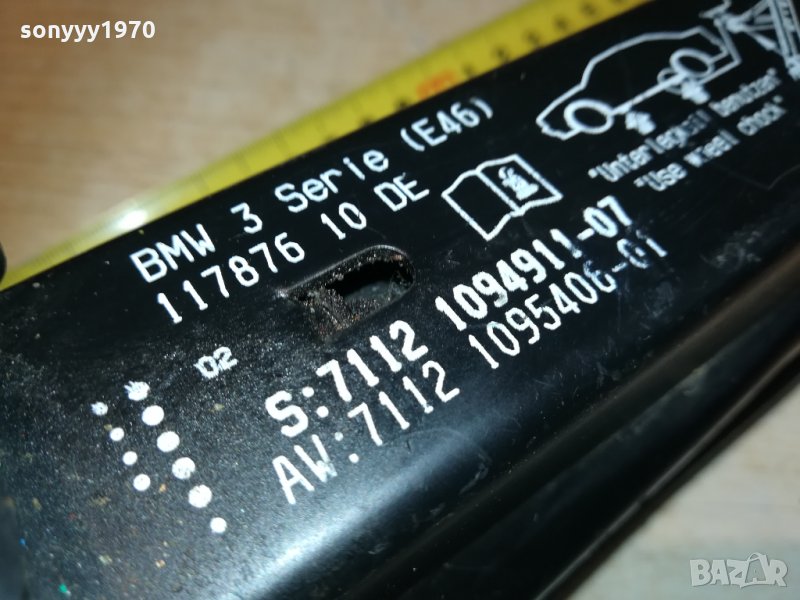 sonyyy1970
BMW 3 Serie (E46)
117876 10 DE
"Unterlegkeil benutzen"
"Use wheel chock"
02
S:7112 1094911-07
AW:7112 1095406-01
BAZAR